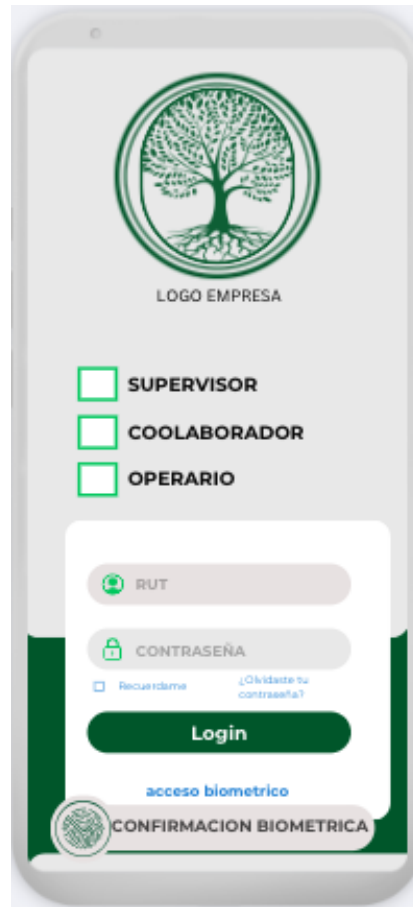 LOGO EMPRESA
SUPERVISOR
COOLABORADOR
OPERARIO
RUT
CONTRASEÑA
Recuerdame
¿Olvidaste tu
contraseña?
Login
acceso biometrico
CONFIRMACION BIOMETRICA